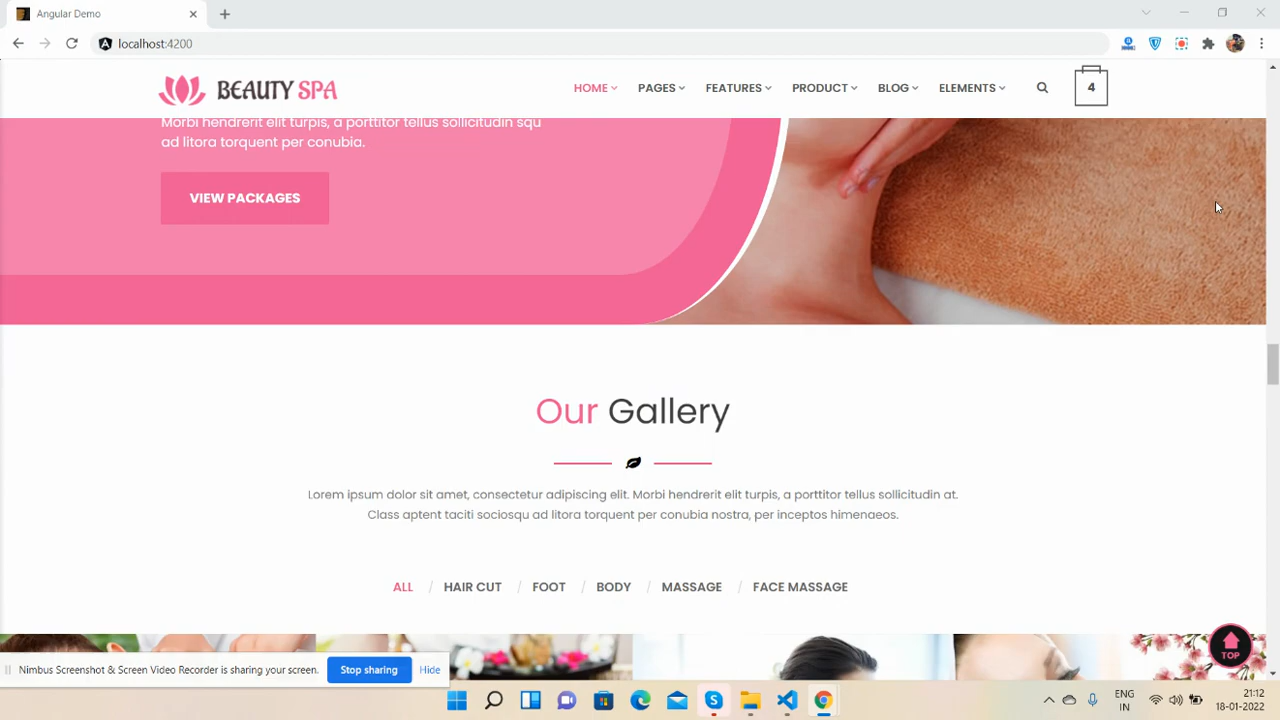 Angular Demo
localhost:4200
BEAUTY SPA
HOME
PAGES
FEATURES
PRODUCT
BLOG
ELEMENTS
4
Morbi hendrerit elit turpis, a porttitor tellus sollicitudin squ
ad litora torquent per conubia.
VIEW PACKAGES
Our Gallery
Lorem ipsum dolor sit amet, consectetur adipiscing elit. Morbi hendrerit elit turpis, a porttitor tellus sollicitudin at.
Class aptent taciti sociosqu ad litora torquent per conubia nostra, per inceptos himenaeos.
ALL / HAIR CUT / FOOT / BODY / MASSAGE / FACE MASSAGE
TOP
Nimbus Screenshot & Screen Video Recorder is sharing your screen.
Stop sharing
Hide
ENG
IN
21:12
18-01-2022